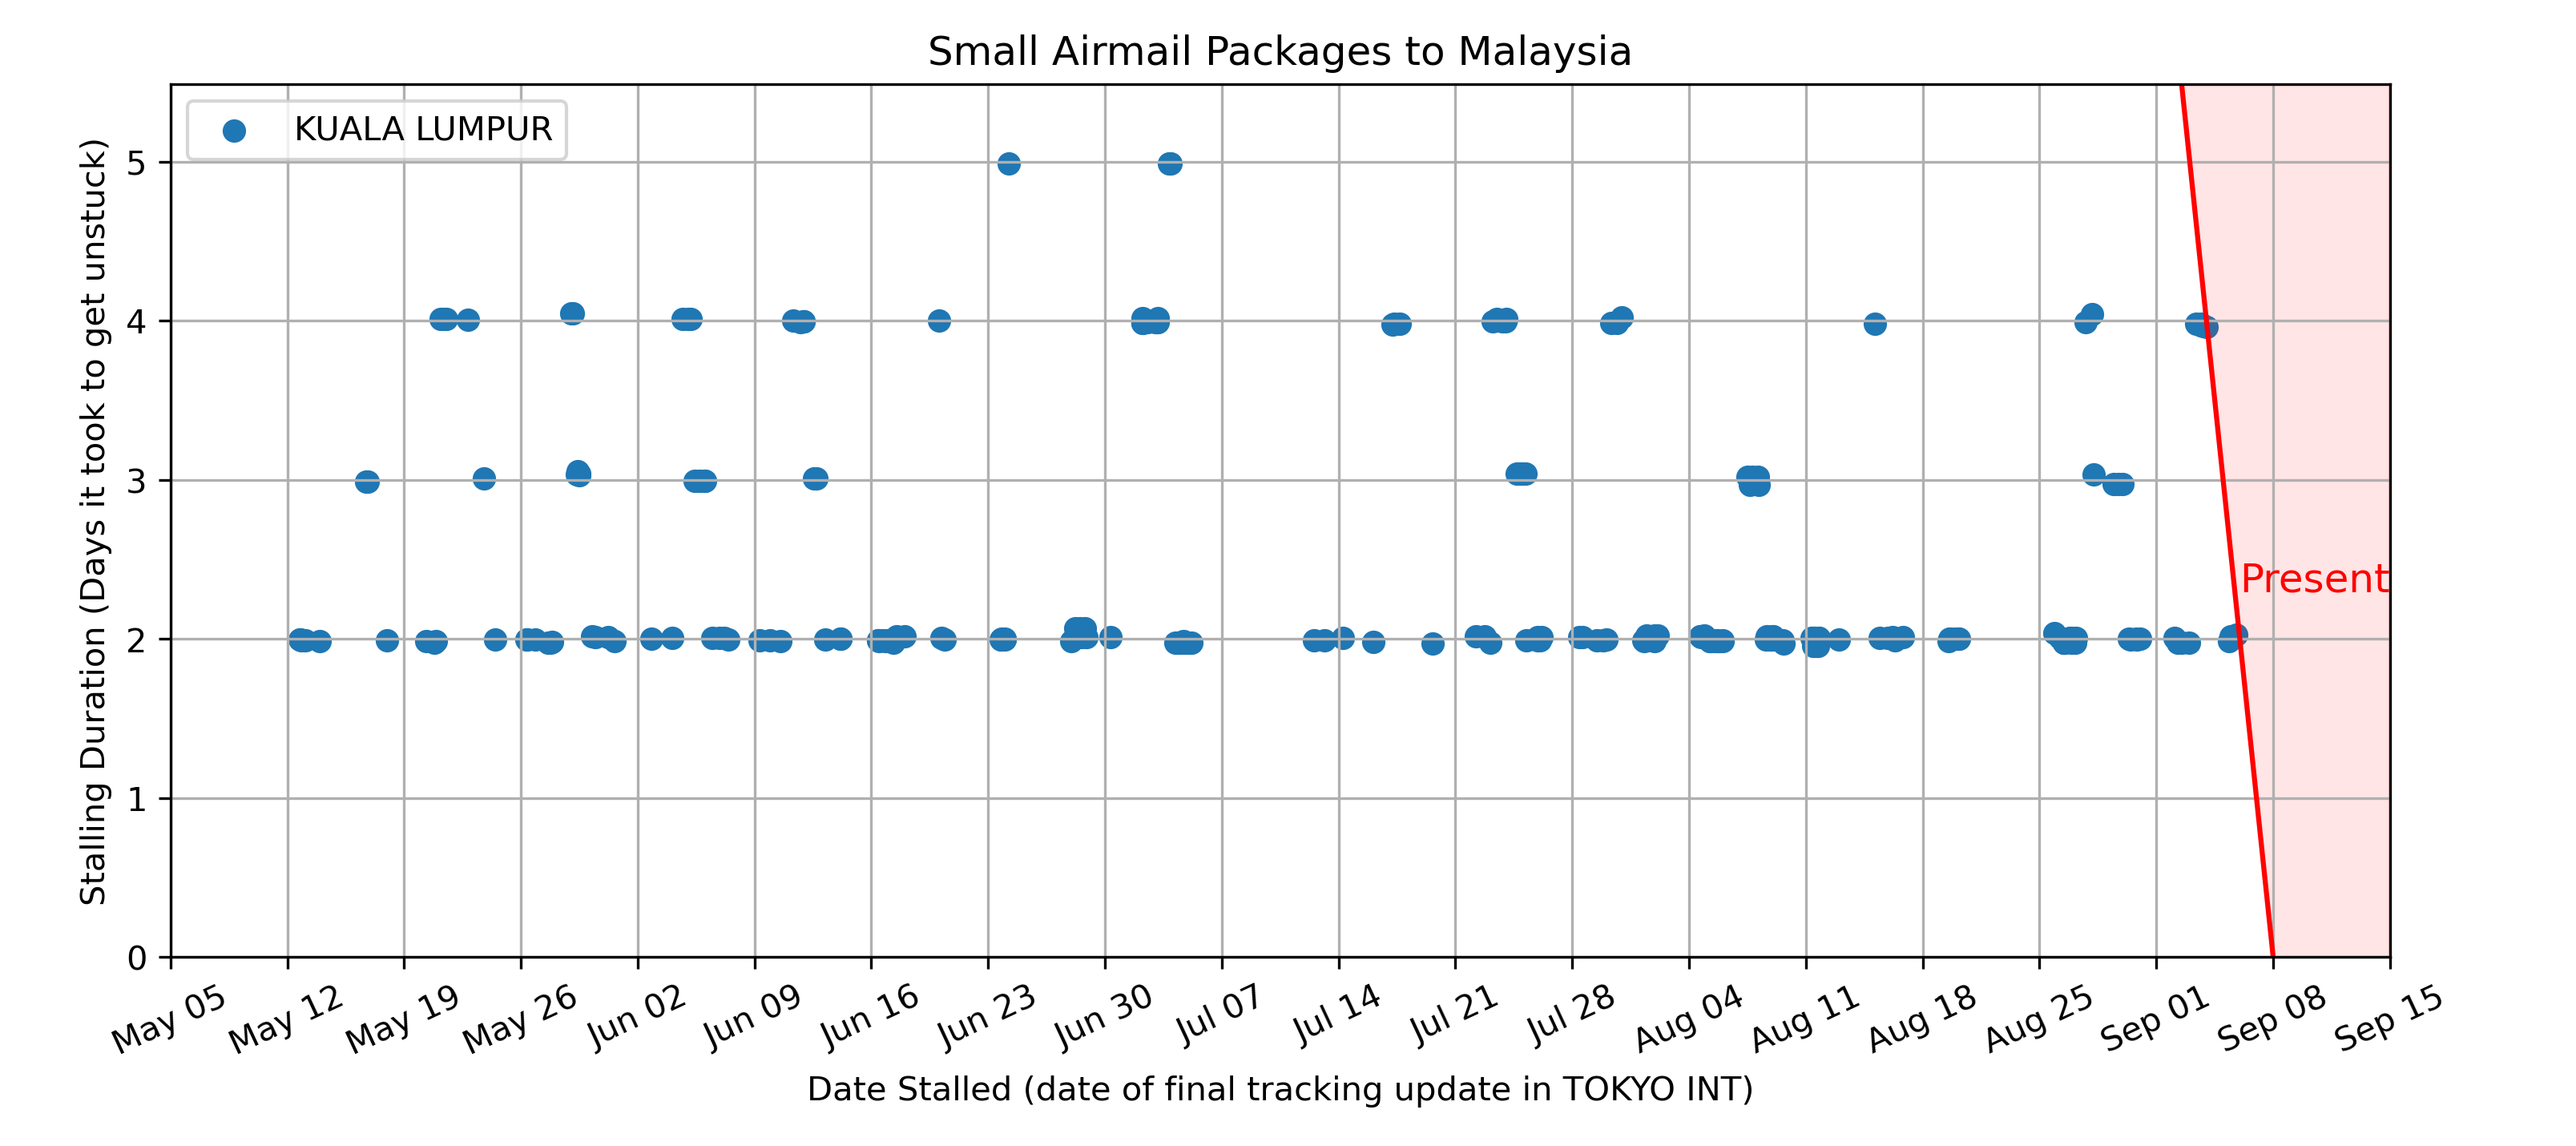 Small Airmail Packages to Malaysia
KUALA LUMPUR
Stalling Duration (Days it took to get unstuck)
5
4
3
2
1
0
Present
May 05
May 12
May 19
May 26
Jun 02
Jun 09
Jun 16
Jun 23
Jun 30
Jul 07
Jul 14
Jul 21
Jul 28
Aug 04
Aug 11
Aug 18
Aug 25
Sep 01
Sep 08
Sep 15
Date Stalled (date of final tracking update in TOKYO INT)